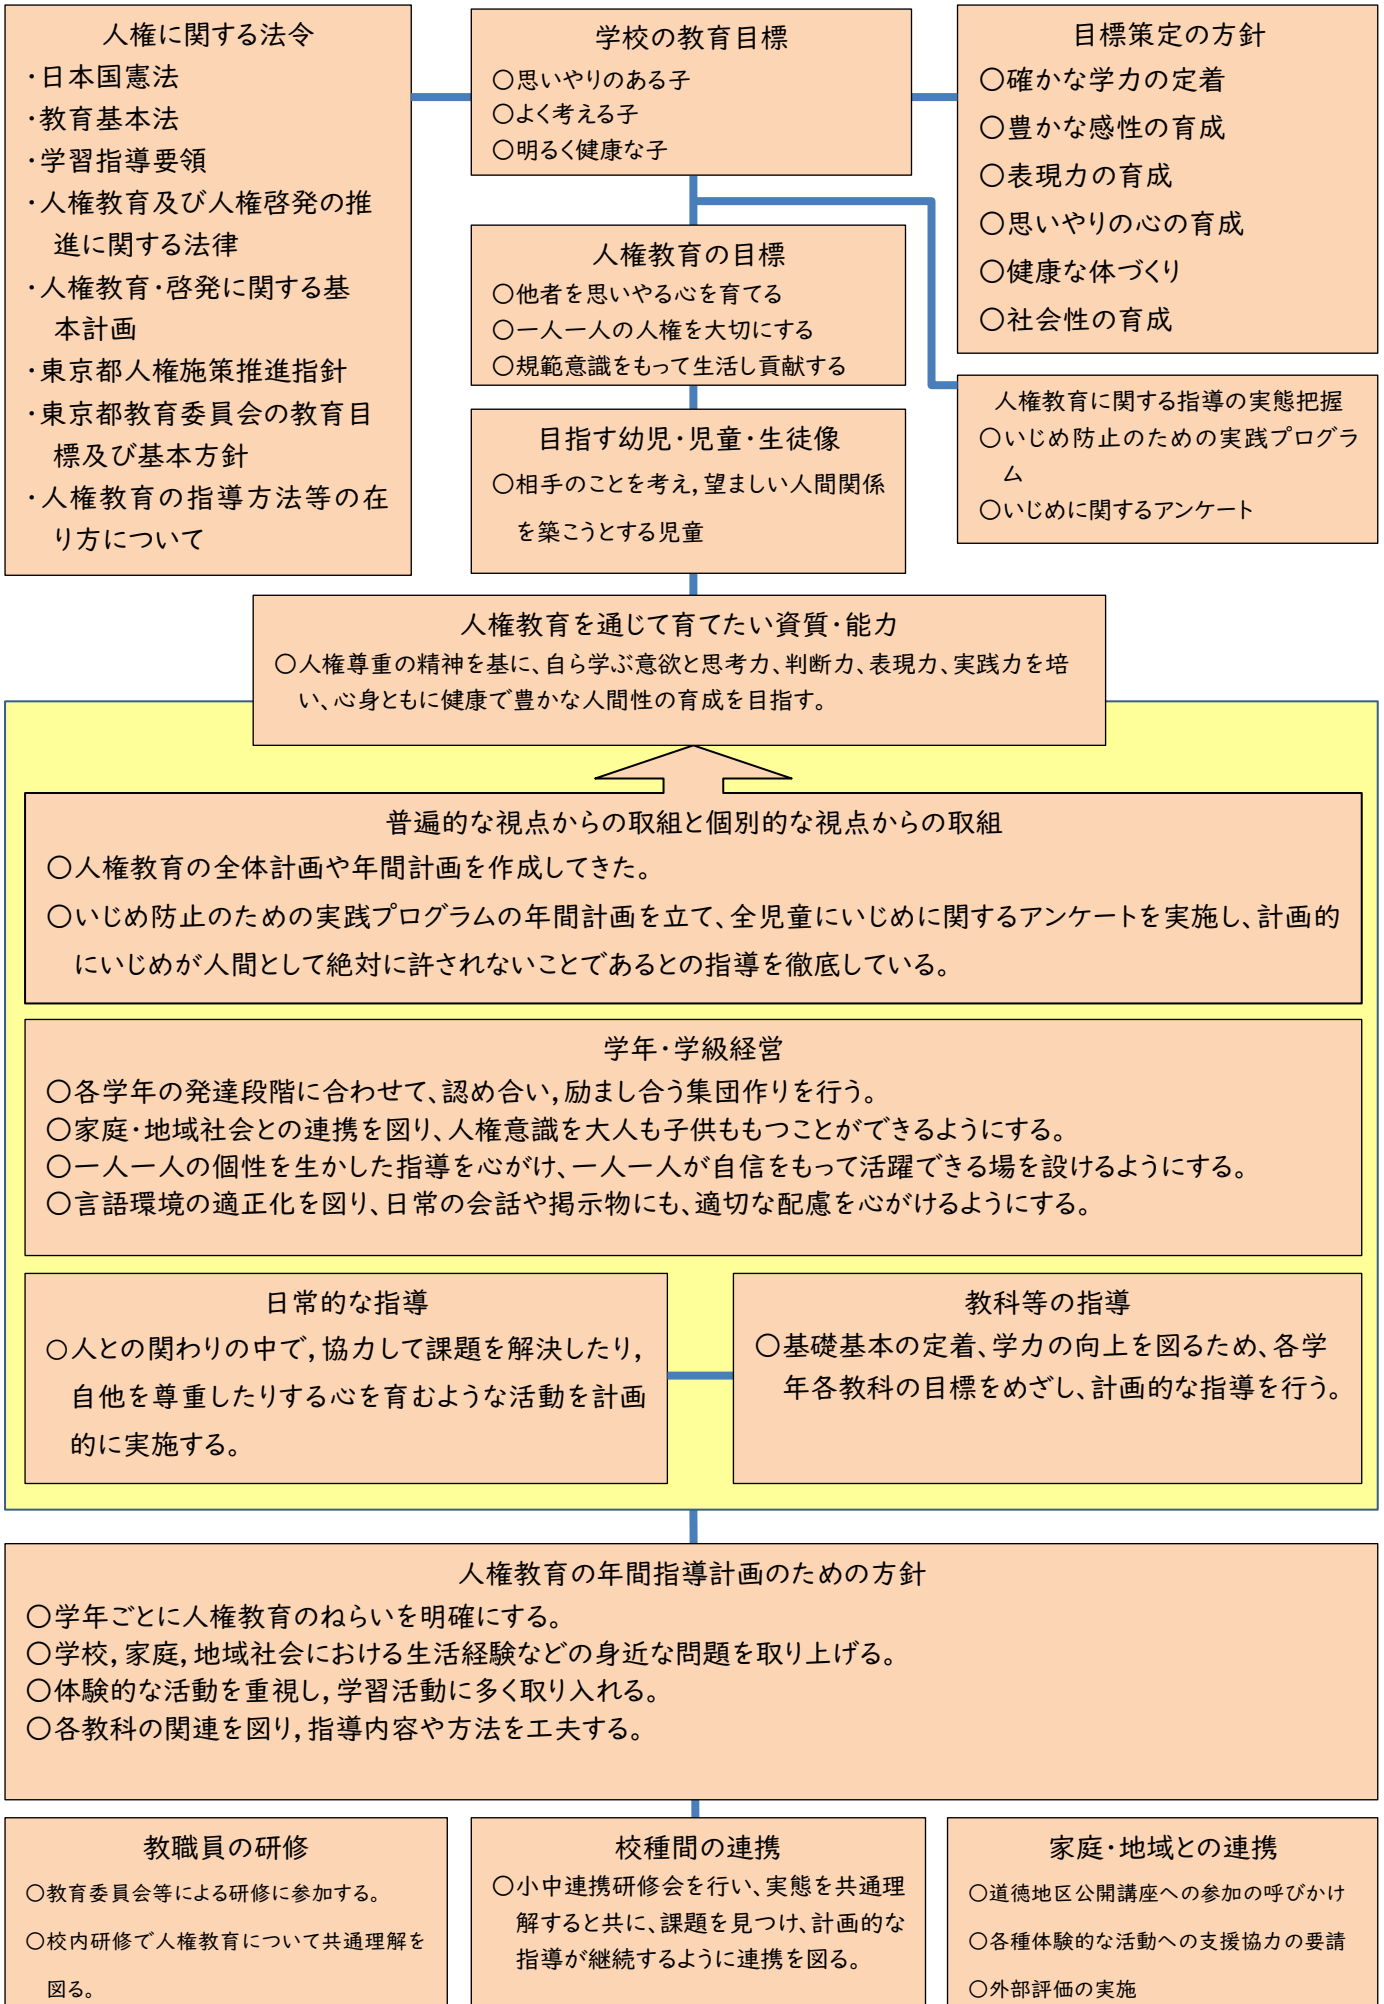 人権に関する法令
・日本国憲法
・教育基本法
・学習指導要領
・人権教育及び人権啓発の推
進に関する法律
・人権教育・啓発に関する基
本計画
・東京都人権施策推進指針
・東京都教育委員会の教育目
標及び基本方針
・人権教育の指導方法等の在
り方について
学校の教育目標
○思いやりのある子
○よく考える子
○明るく健康な子
目標策定の方針
○確かな学力の定着
○豊かな感性の育成
○表現力の育成
○思いやりの心の育成
○健康な体づくり
○社会性の育成
人権教育の目標
○他者を思いやる心を育てる
○一人一人の人権を大切にする
○規範意識をもって生活し貢献する
人権教育に関する指導の実態把握
○いじめ防止のための実践プログラ
ム
○いじめに関するアンケート
目指す幼児・児童・生徒像
○相手のことを考え,望ましい人間関係
を築こうとする児童
人権教育を通じて育てたい資質・能力
○人権尊重の精神を基に、自ら学ぶ意欲と思考力、判断力、表現力、実践力を培
い、心身ともに健康で豊かな人間性の育成を目指す。
普遍的な視点からの取組と個別的な視点からの取組
○人権教育の全体計画や年間計画を作成してきた。
○いじめ防止のための実践プログラムの年間計画を立て、全児童にいじめに関するアンケートを実施し、計画的
にいじめが人間として絶対に許されないことであるとの指導を徹底している。
学年・学級経営
○各学年の発達段階に合わせて、認め合い,励まし合う集団作りを行う。
○家庭・地域社会との連携を図り、人権意識を大人も子供ももつことができるようにする。
○一人一人の個性を生かした指導を心がけ、一人一人が自信をもって活躍できる場を設けるようにする。
○言語環境の適正化を図り、日常の会話や掲示物にも、適切な配慮を心がけるようにする。
日常的な指導
○人との関わりの中で,協力して課題を解決したり,
自他を尊重したりする心を育むような活動を計画
的に実施する。
教科等の指導
○基礎基本の定着、学力の向上を図るため、各学
年各教科の目標をめざし、計画的な指導を行う。
人権教育の年間指導計画のための方針
○学年ごとに人権教育のねらいを明確にする。
○学校,家庭,地域社会における生活経験などの身近な問題を取り上げる。
○体験的な活動を重視し,学習活動に多く取り入れる。
○各教科の関連を図り,指導内容や方法を工夫する。
教職員の研修
○教育委員会等による研修に参加する。
○校内研修で人権教育について共通理解を
図る。
校種間の連携
○小中連携研修会を行い、実態を共通理
解すると共に、課題を見つけ、計画的な
指導が継続するように連携を図る。
家庭・地域との連携
○道徳地区公開講座への参加の呼びかけ
○各種体験的な活動への支援協力の要請
○外部評価の実施